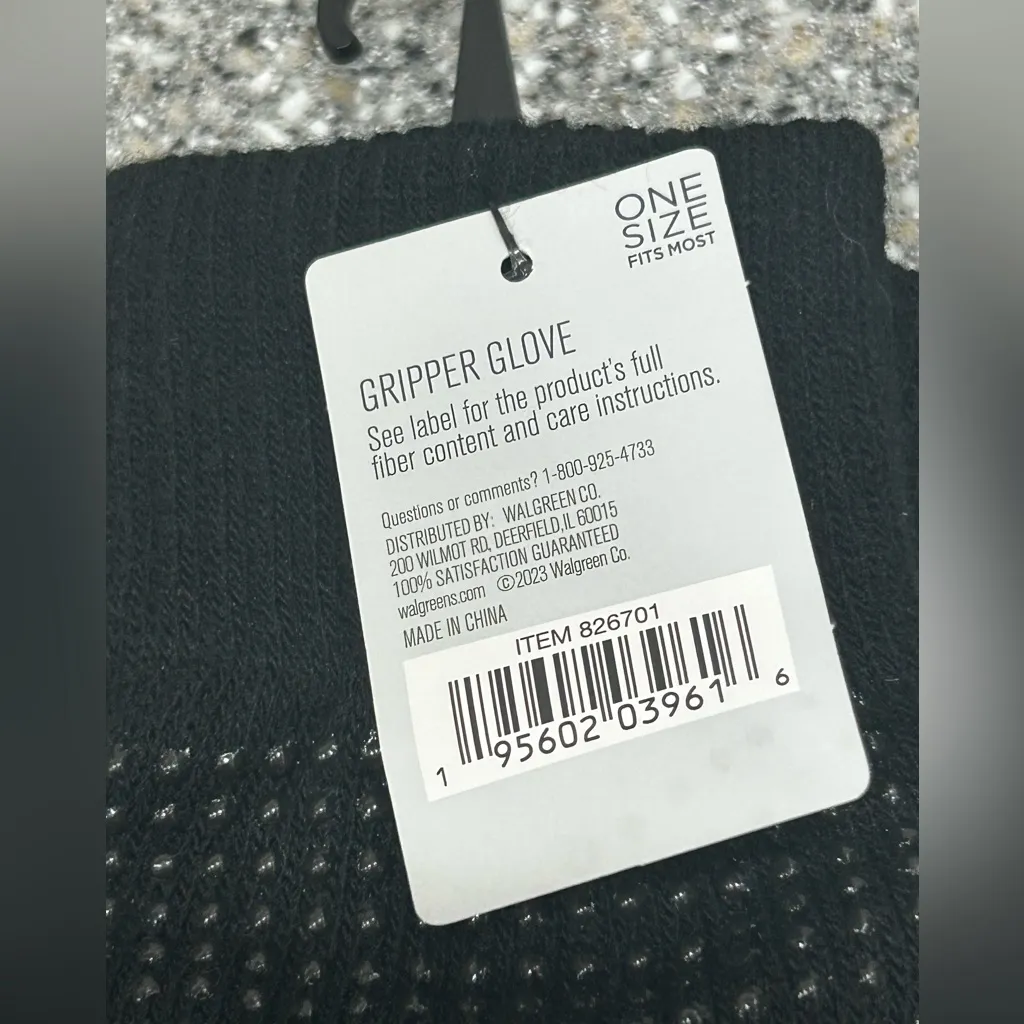 ONE
SIZE
FITS MOST
GRIPPER GLOVE
See label for the product's full
fiber content and care instructions.
Questions or comments? 1-800-925-4733
DISTRIBUTED BY: WALGREEN CO.
200 WILMOT RD, DEERFIELD,IL 60015
100% SATISFACTION GUARANTEED
walgreens.com ©2023 Walgreen Co.
MADE IN CHINA
ITEM 826701
1 95602 03961 6